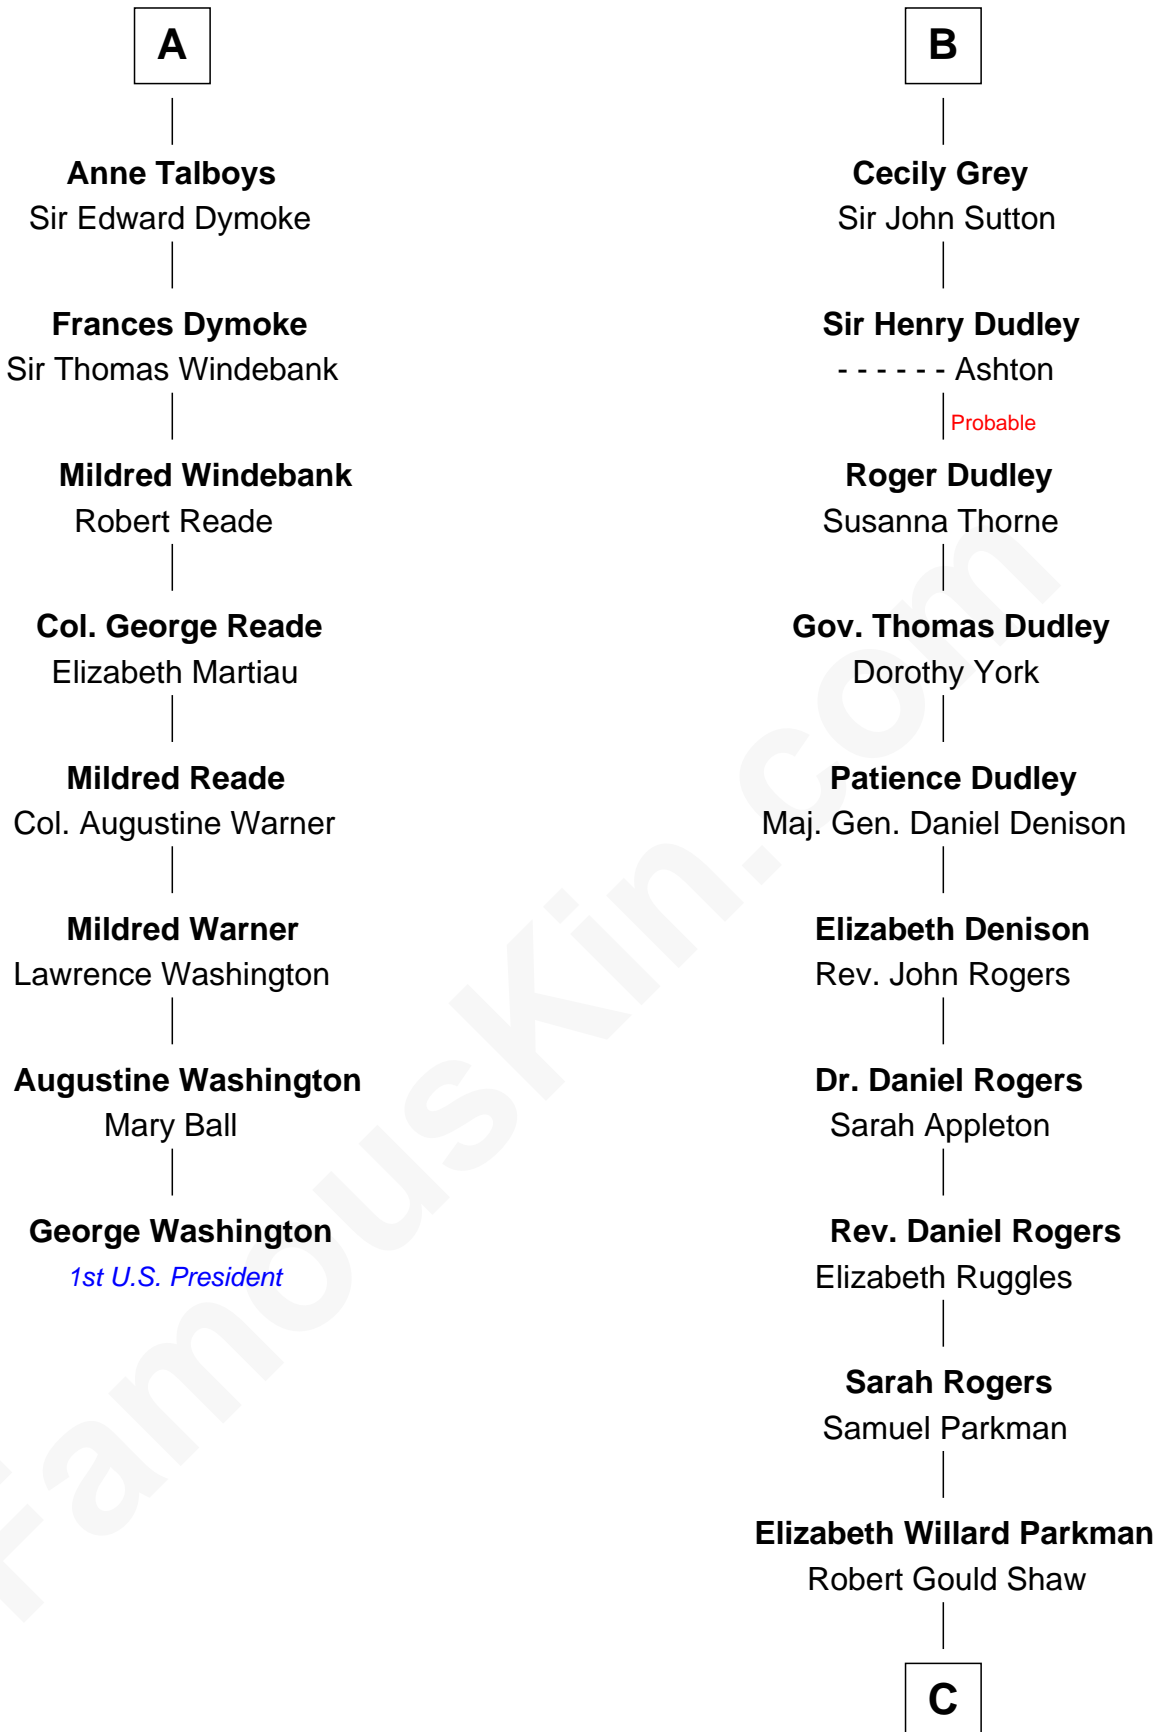 A
Anne Talboys
Sir Edward Dymoke
Frances Dymoke
Sir Thomas Windebank
Mildred Windebank
Robert Reade
Col. George Reade
Elizabeth Martiau
Mildred Reade
Col. Augustine Warner
Mildred Warner
Lawrence Washington
Augustine Washington
Mary Ball
George Washington
1st U.S. President
B
Cecily Grey
Sir John Sutton
Sir Henry Dudley
- - - - - - Ashton
Probable
Roger Dudley
Susanna Thorne
Gov. Thomas Dudley
Dorothy York
Patience Dudley
Maj. Gen. Daniel Denison
Elizabeth Denison
Rev. John Rogers
Dr. Daniel Rogers
Sarah Appleton
Rev. Daniel Rogers
Elizabeth Ruggles
Sarah Rogers
Samuel Parkman
Elizabeth Willard Parkman
Robert Gould Shaw
C
FamousKin.com